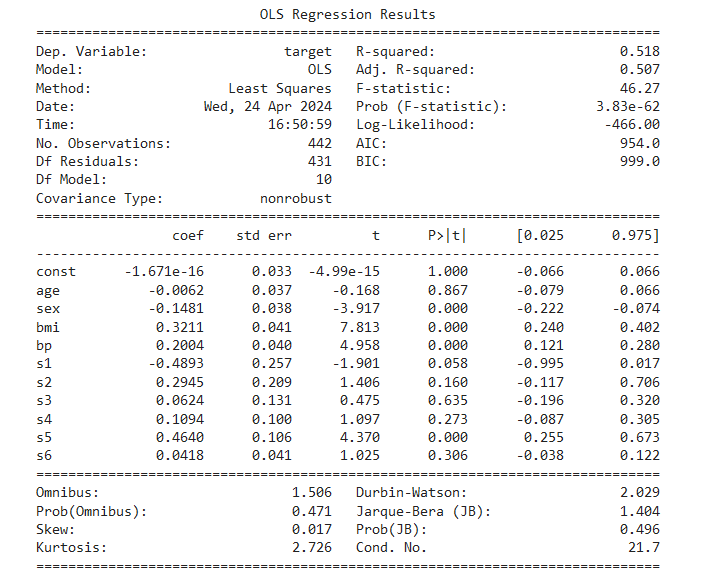 OLS Regression Results
==============================================================================
Dep. Variable:                 target   R-squared:                       0.518
Model:                            OLS   Adj. R-squared:                  0.507
Method:                 Least Squares   F-statistic:                     46.27
Date:                Wed, 24 Apr 2024   Prob (F-statistic):           3.83e-62
Time:                        16:50:59   Log-Likelihood:                -466.00
No. Observations:                 442   AIC:                             954.0
Df Residuals:                     431   BIC:                             999.0
Df Model:                          10
Covariance Type:            nonrobust
==============================================================================
                 coef    std err          t      P>|t|      [0.025      0.975]
------------------------------------------------------------------------------
const      -1.671e-16      0.033  -4.99e-15      1.000      -0.066       0.066
age           -0.0062      0.037     -0.168      0.867      -0.079       0.066
sex           -0.1481      0.038     -3.917      0.000      -0.222      -0.074
bmi            0.3211      0.041      7.813      0.000       0.240       0.402
bp             0.2004      0.040      4.958      0.000       0.121       0.280
s1            -0.4893      0.257     -1.901      0.058      -0.995       0.017
s2             0.2945      0.209      1.406      0.160      -0.117       0.706
s3             0.0624      0.131      0.475      0.635      -0.196       0.320
s4             0.1094      0.100      1.097      0.273      -0.087       0.305
s5             0.4640      0.106      4.370      0.000       0.255       0.673
s6             0.0418      0.041      1.025      0.306      -0.038       0.122
==============================================================================
Omnibus:                        1.506   Durbin-Watson:                   2.029
Prob(Omnibus):                  0.471   Jarque-Bera (JB):                1.404
Skew:                           0.017   Prob(JB):                        0.496
Kurtosis:                       2.726   Cond. No.                         21.7
==============================================================================